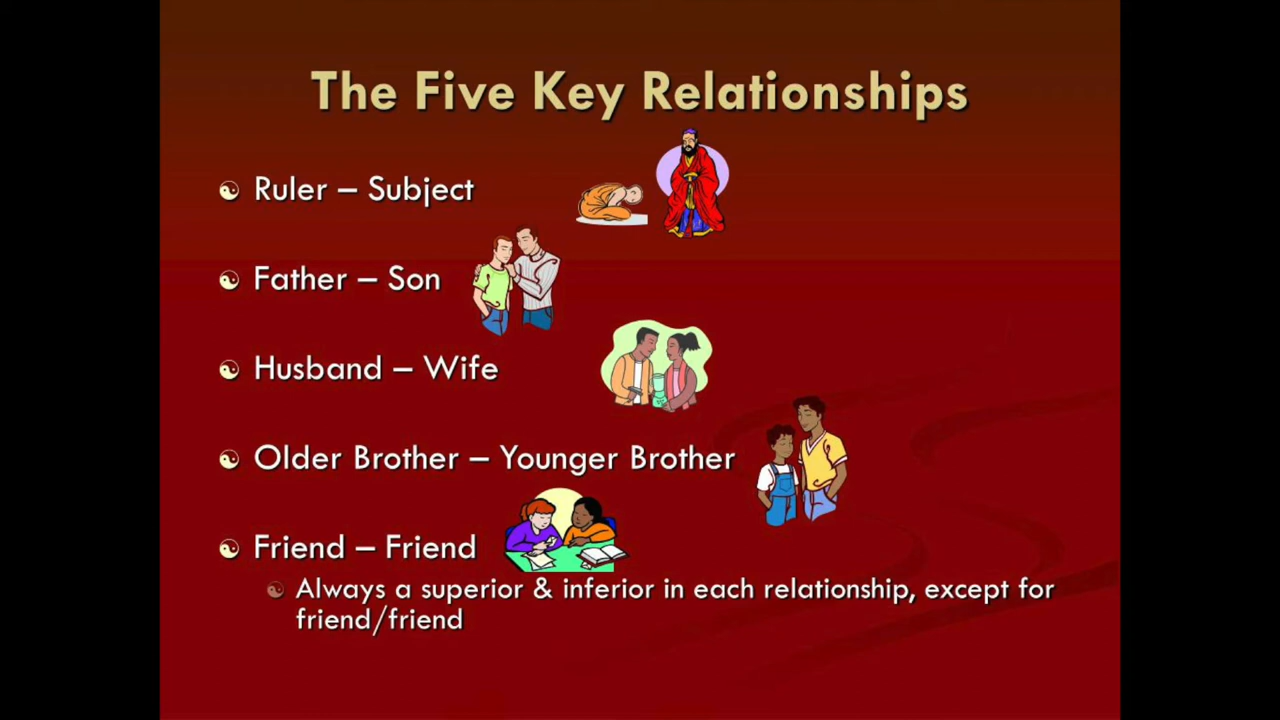 The Five Key Relationships
Ruler – Subject
Father – Son
Husband – Wife
Older Brother – Younger Brother
Friend – Friend
Always a superior & inferior in each relationship, except for
friend/friend